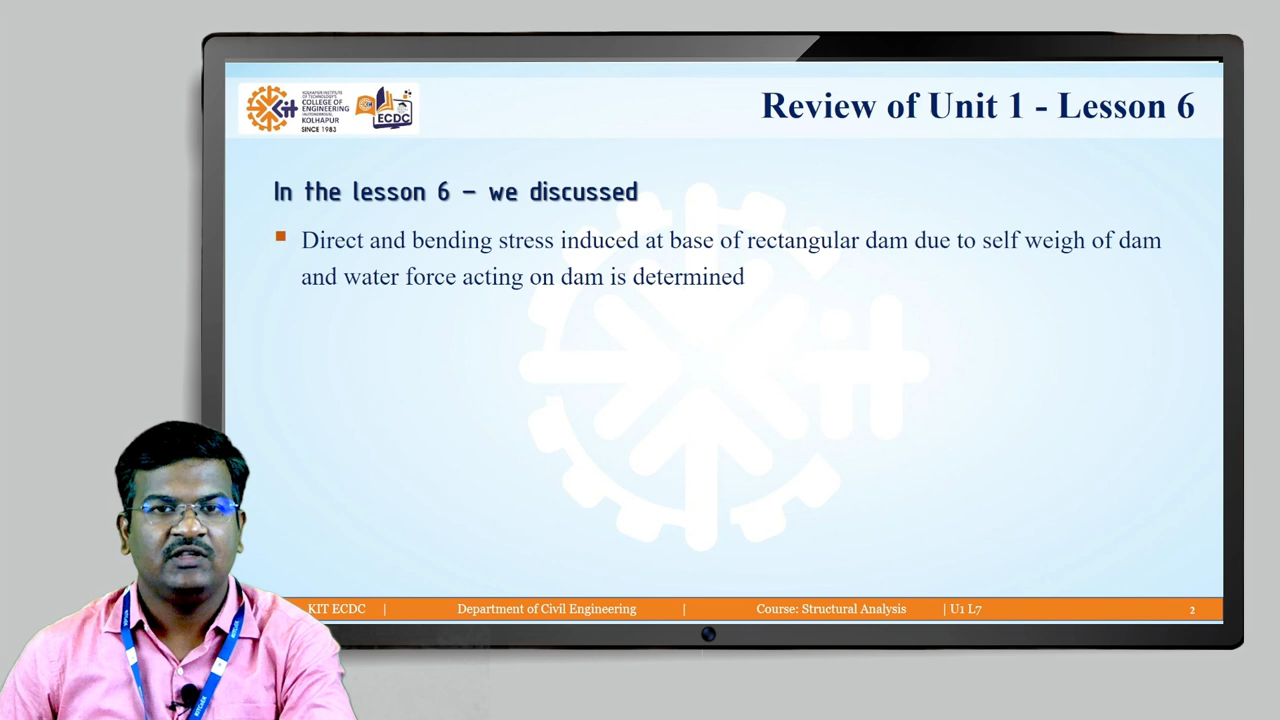 KOLHAPUR INSTITUTE
OF TECHNOLOGY'S
COLLEGE OF
ENGINEERING
(AUTONOMOUS),
KOLHAPUR
SINCE 1983
Kit
ECDC
Review of Unit 1 - Lesson 6
In the lesson 6 – we discussed
Direct and bending stress induced at base of rectangular dam due to self weigh of dam
and water force acting on dam is determined
KIT ECDC | Department of Civil Engineering | Course: Structural Analysis | U1 L7 2